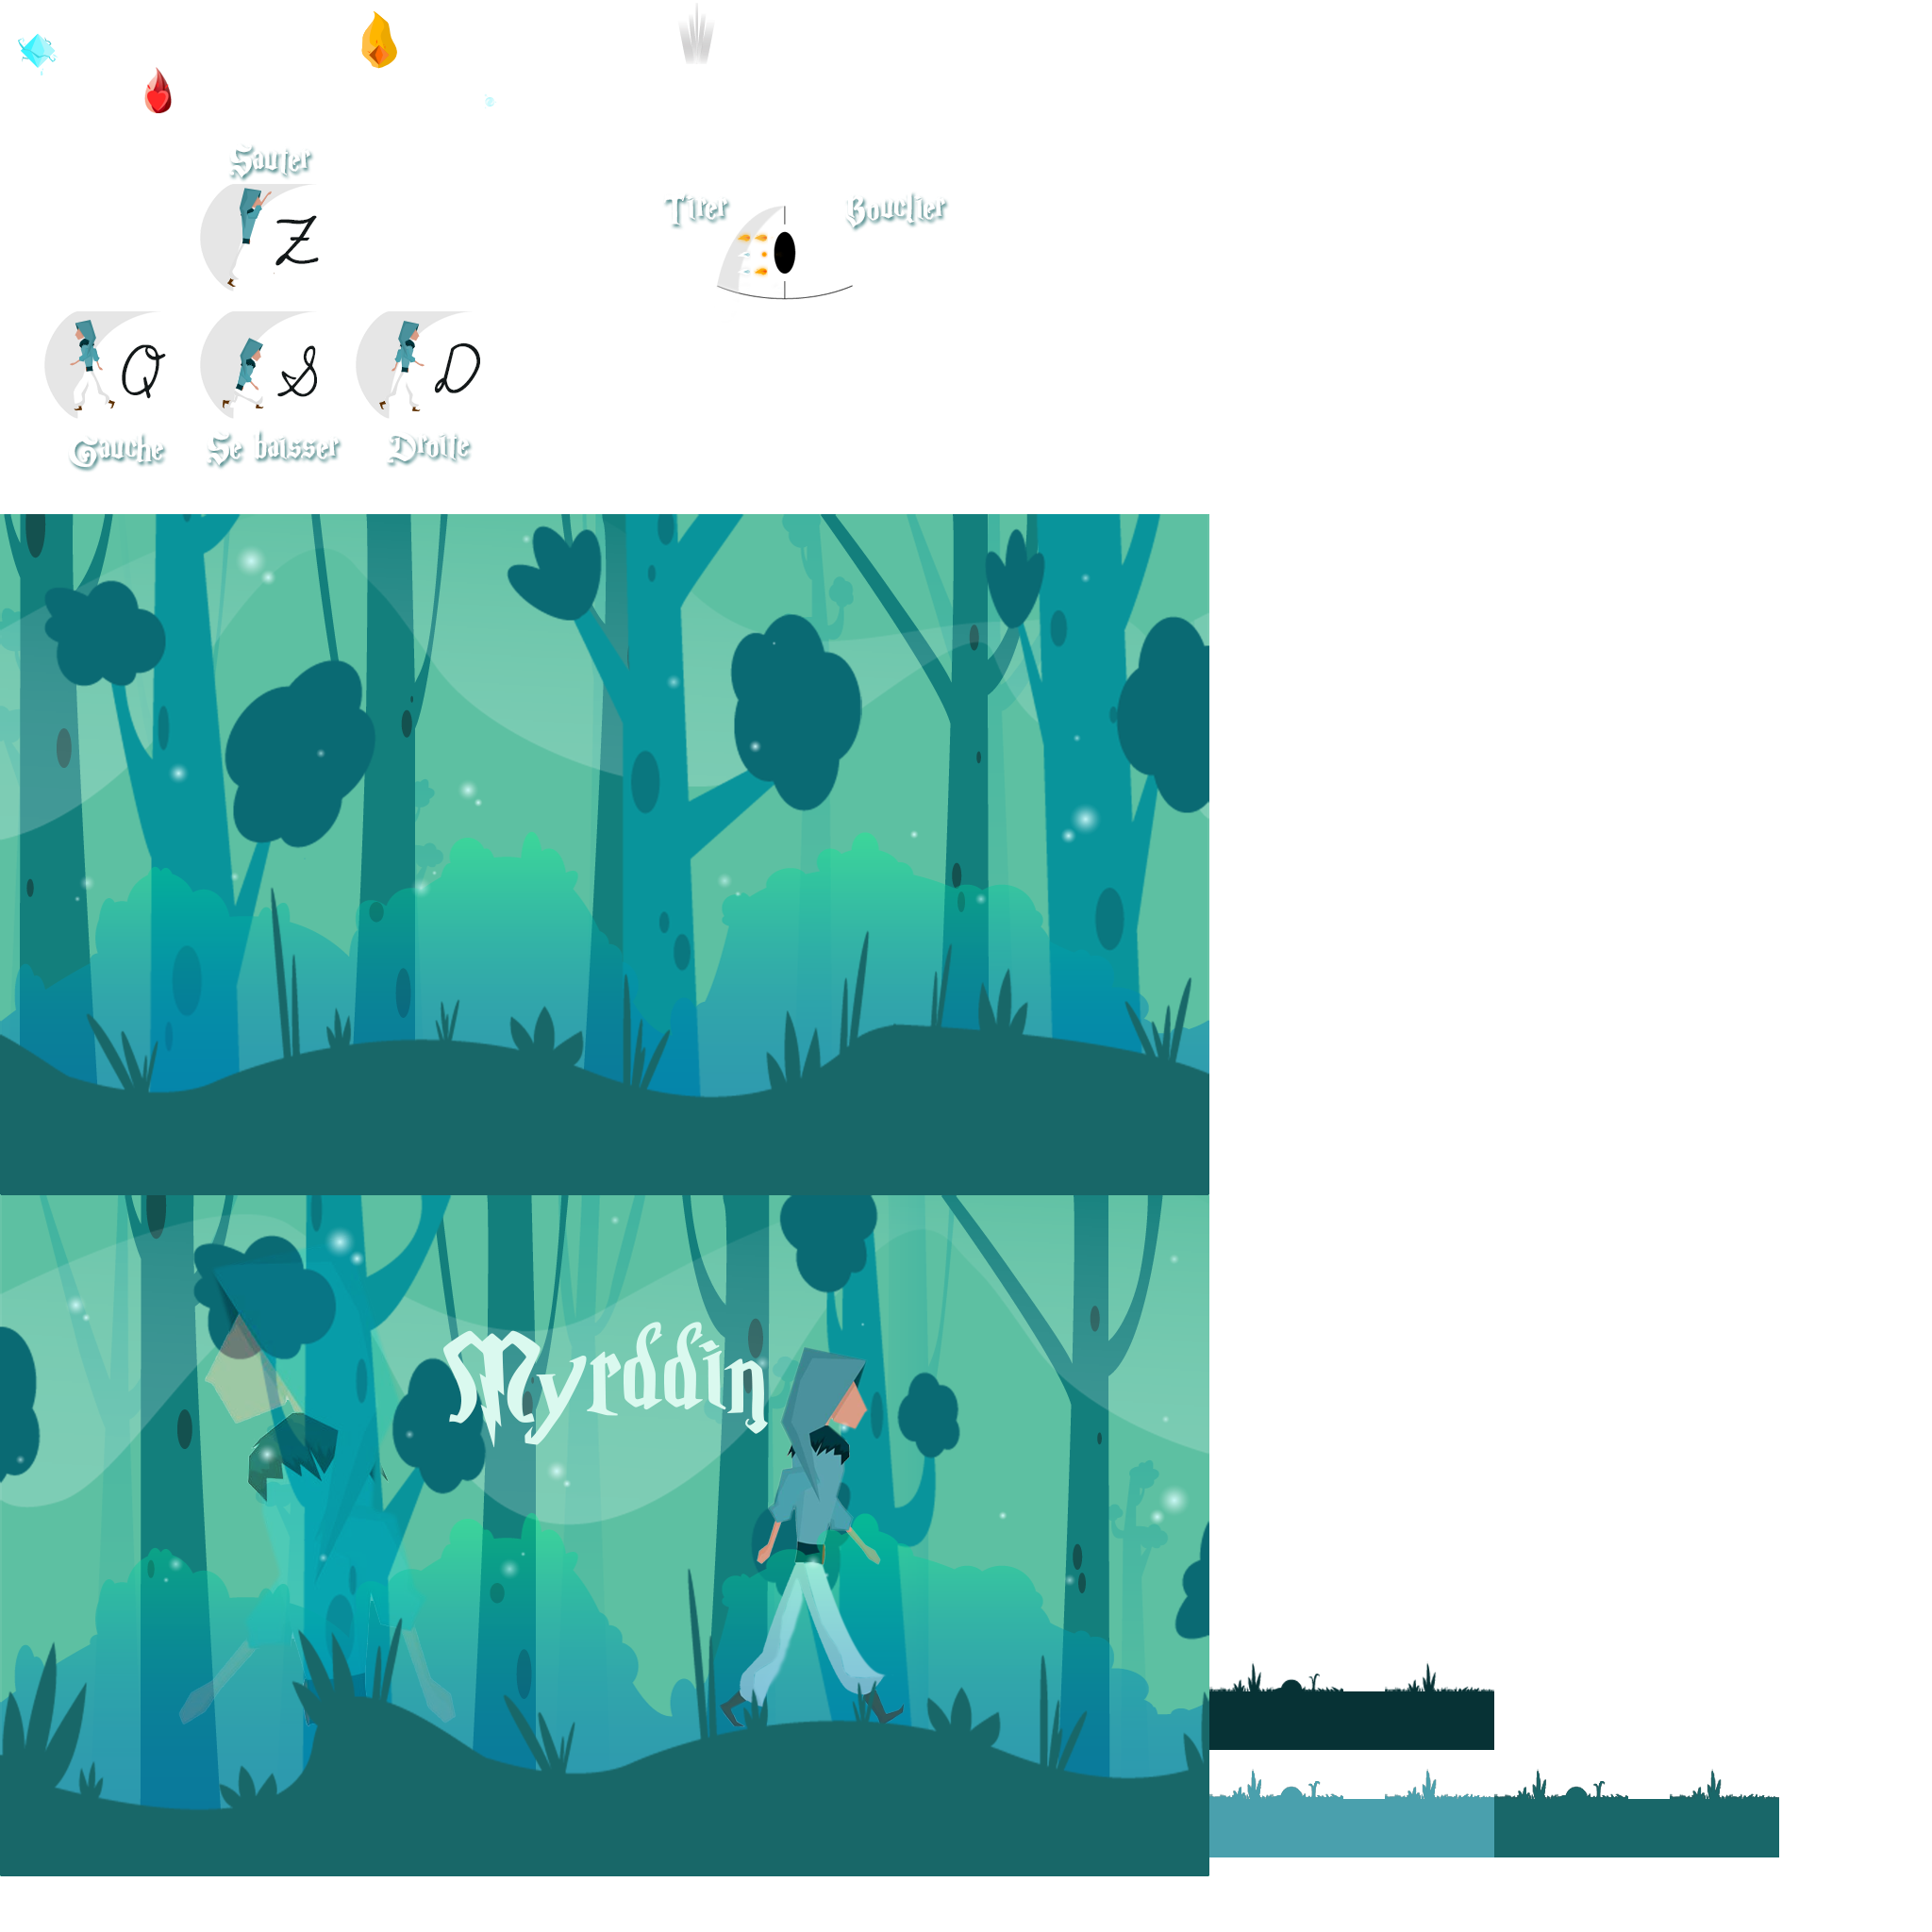 Sauter
Z
Tirer
Bouclier
Q
S
D
Gauche
Se baisser
Droite
Myrddin